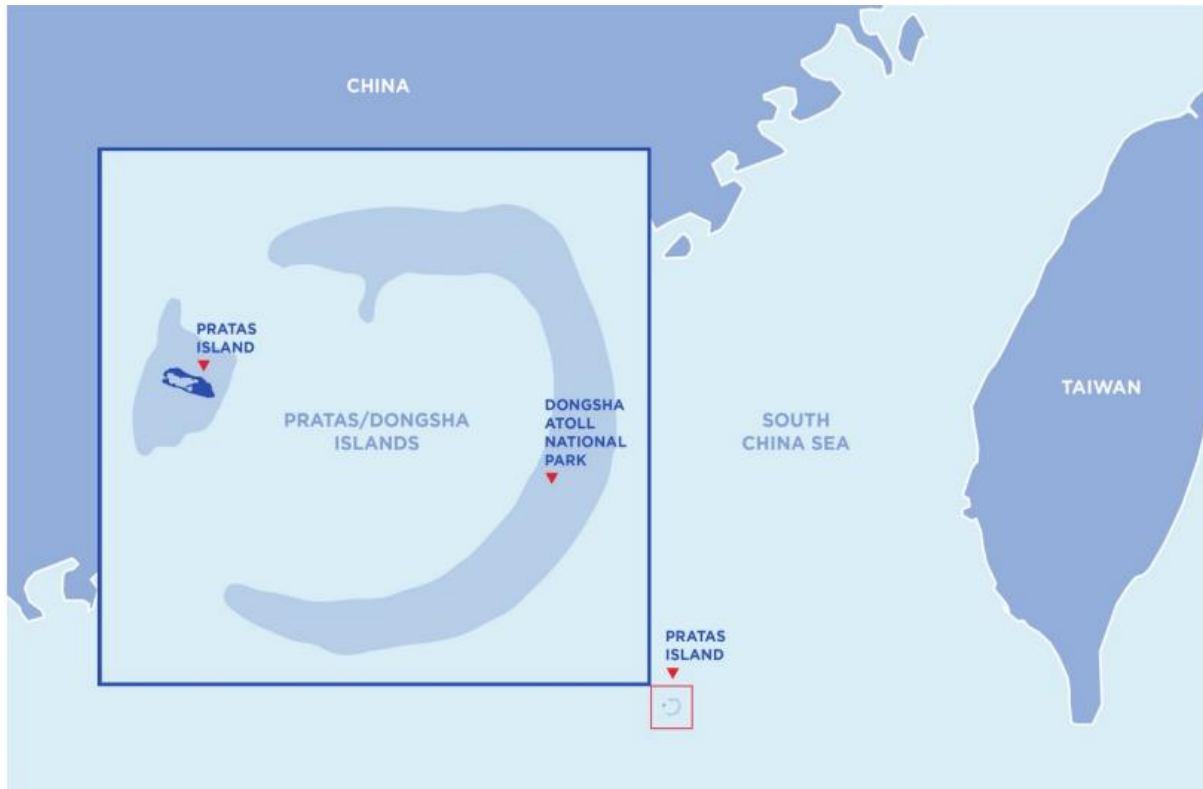 CHINA
PRATAS
ISLAND
PRATAS/DONGSHA
ISLANDS
DONGSHA
ATOLL
NATIONAL
PARK
SOUTH
CHINA SEA
TAIWAN
PRATAS
ISLAND